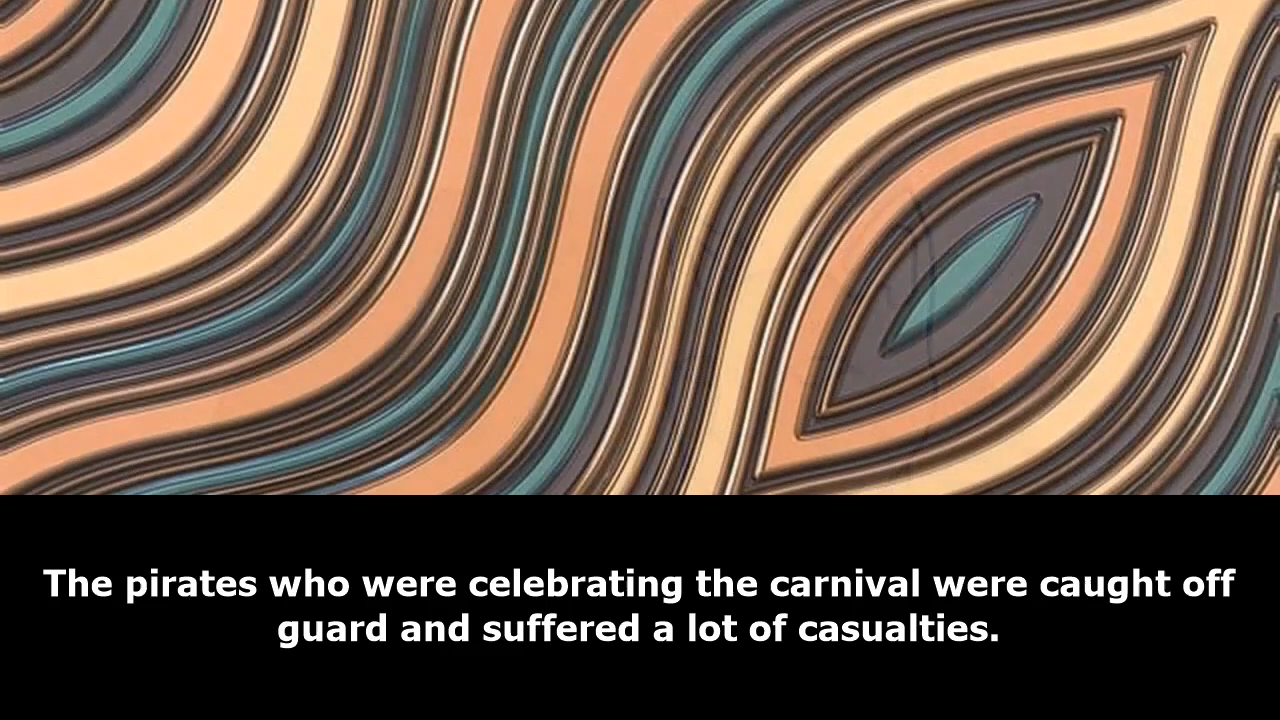 The pirates who were celebrating the carnival were caught off
guard and suffered a lot of casualties.